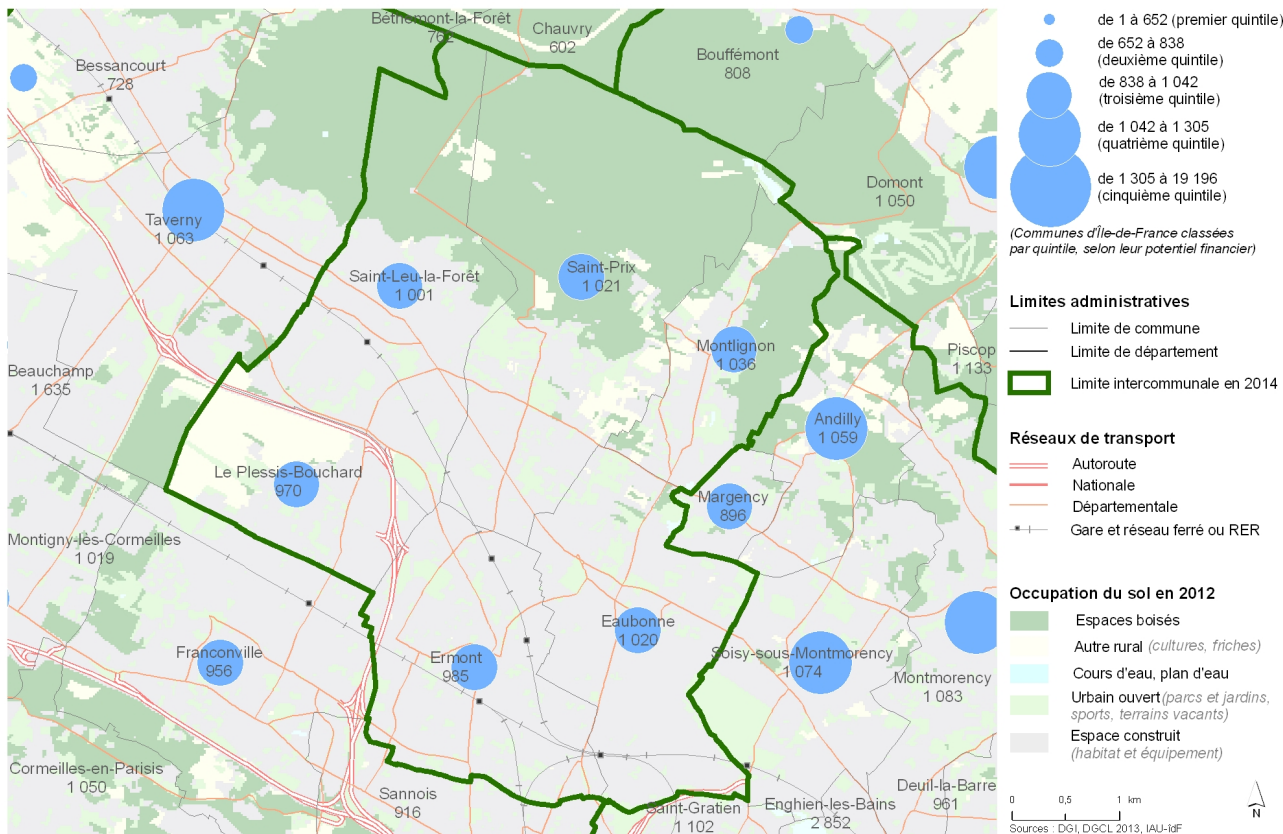 Béthemont-la-Forêt
762
Chauvry
602
Bouffémont
808
Bessancourt
728
Domont
1 050
Taverny
1 063
Saint-Leu-la-Forêt
1 001
Saint-Prix
1 021
Montlignon
1 036
Piscop
1 133
Beauchamp
1 635
Andilly
1 059
Le Plessis-Bouchard
970
Margency
896
Montigny-lès-Cormeilles
1 019
Eaubonne
1 020
Franconville
956
Ermont
985
Soisy-sous-Montmorency
1 074
Montmorency
1 083
Cormeilles-en-Parisis
1 050
Sannois
916
Saint-Gratien
1 102
Enghien-les-Bains
2 852
Deuil-la-Barre
961
de 1 à 652 (premier quintile)
de 652 à 838
(deuxième quintile)
de 838 à 1 042
(troisième quintile)
de 1 042 à 1 305
(quatrième quintile)
de 1 305 à 19 196
(cinquième quintile)
(Communes d'Île-de-France classées
par quintile, selon leur potentiel financier)
Limites administratives
Limite de commune
Limite de département
Limite intercommunale en 2014
Réseaux de transport
Autoroute
Nationale
Départementale
Gare et réseau ferré ou RER
Occupation du sol en 2012
Espaces boisés
Autre rural (cultures, friches)
Cours d'eau, plan d'eau
Urbain ouvert (parcs et jardins,
sports, terrains vacants)
Espace construit
(habitat et équipement)
0 0,5 1 km
N
Sources : DGI, DGCL 2013, IAU-îdF